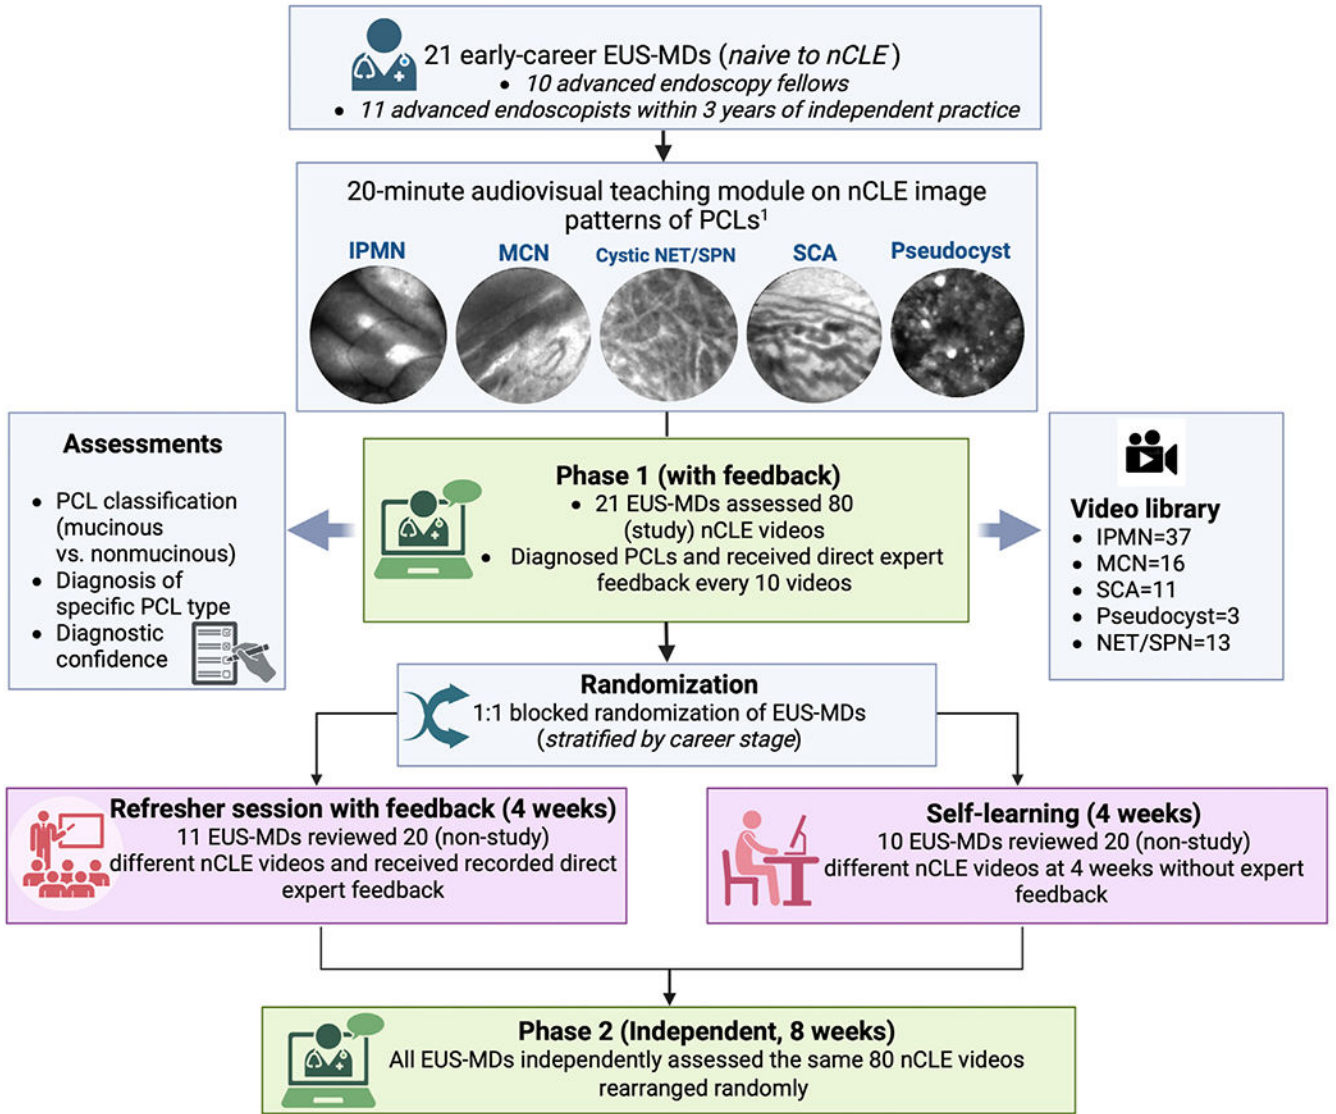 21 early-career EUS-MDs (naive to nCLE )
• 10 advanced endoscopy fellows
• 11 advanced endoscopists within 3 years of independent practice
20-minute audiovisual teaching module on nCLE image
patterns of PCLs¹
IPMN
MCN
Cystic NET/SPN
SCA
Pseudocyst
Assessments
• PCL classification
(mucinous
vs. nonmucinous)
• Diagnosis of
specific PCL type
• Diagnostic
confidence
Phase 1 (with feedback)
• 21 EUS-MDs assessed 80
(study) nCLE videos
• Diagnosed PCLs and received direct expert
feedback every 10 videos
Video library
• IPMN=37
• MCN=16
• SCA=11
• Pseudocyst=3
• NET/SPN=13
Randomization
1:1 blocked randomization of EUS-MDs
(stratified by career stage)
Refresher session with feedback (4 weeks)
11 EUS-MDs reviewed 20 (non-study)
different nCLE videos and received recorded direct
expert feedback
Self-learning (4 weeks)
10 EUS-MDs reviewed 20 (non-study)
different nCLE videos at 4 weeks without expert
feedback
Phase 2 (Independent, 8 weeks)
All EUS-MDs independently assessed the same 80 nCLE videos
rearranged randomly